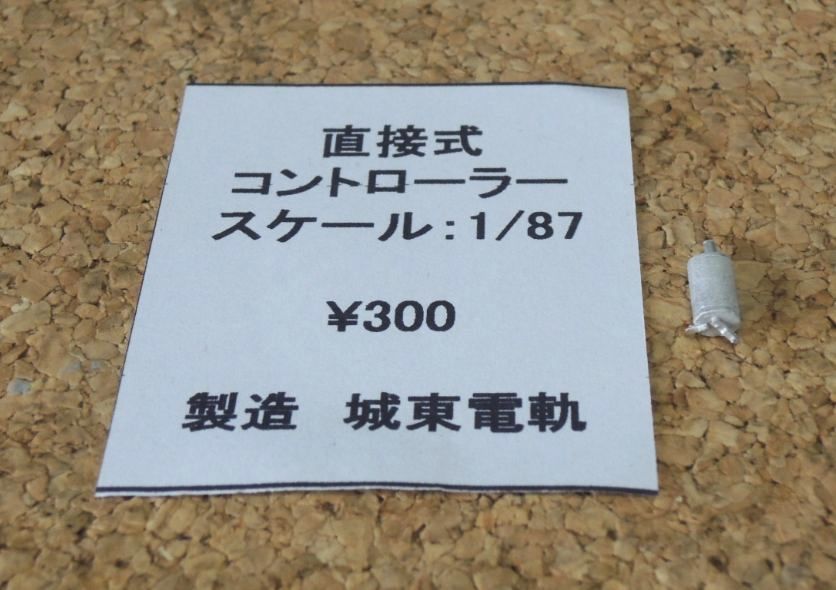 直接式
コントローラー
スケール:1/87
¥300
製造　城東電軌